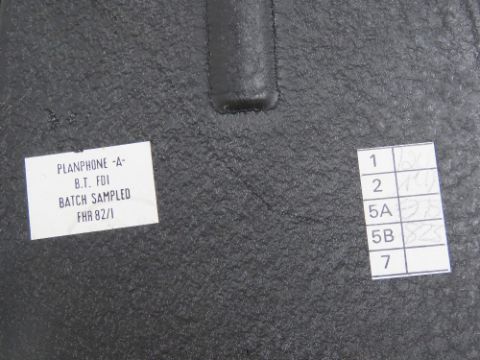 PLANPHONE -A-
B.T. FDI
BATCH SAMPLED
FHR 82/1
1
2
5A
5B
7